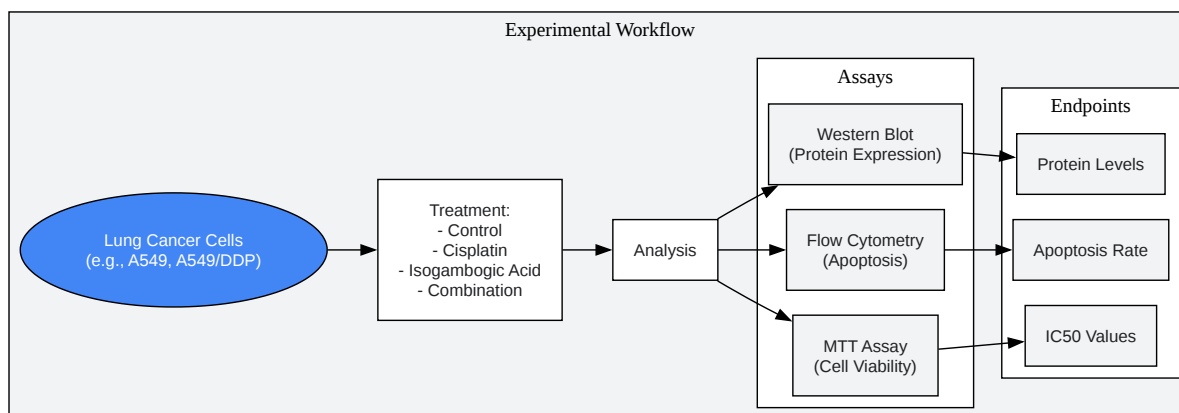 Experimental Workflow
Lung Cancer Cells
(e.g., A549, A549/DDP)
Treatment:
- Control
- Cisplatin
- Isogambogic Acid
- Combination
Analysis
Assays
Western Blot
(Protein Expression)
Flow Cytometry
(Apoptosis)
MTT Assay
(Cell Viability)
Endpoints
Protein Levels
Apoptosis Rate
IC50 Values